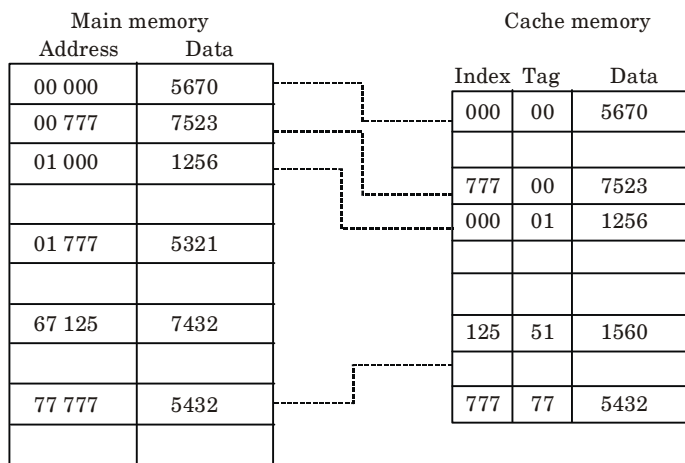 Main memory
Address Data
00 000 5670
00 777 7523
01 000 1256
01 777 5321
67 125 7432
77 777 5432
Cache memory
Index Tag Data
000 00 5670
777 00 7523
000 01 1256
125 51 1560
777 77 5432